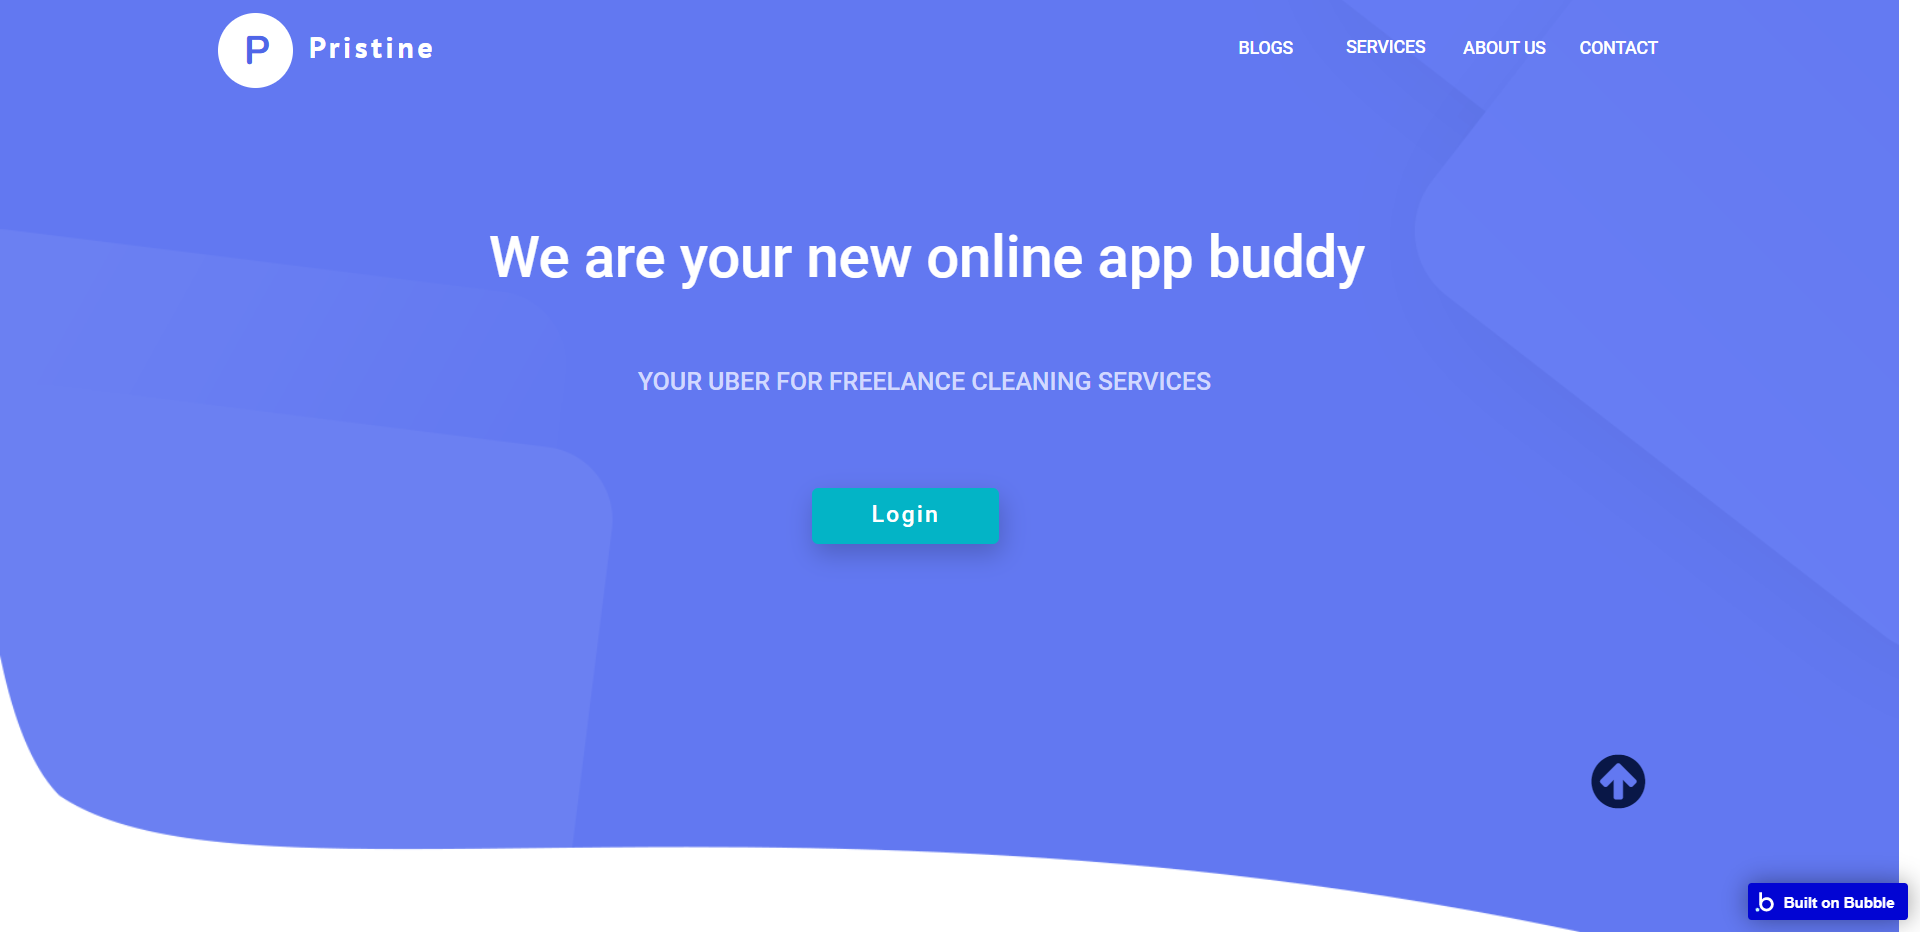 P Pristine
BLOGS SERVICES ABOUT US CONTACT
We are your new online app buddy
YOUR UBER FOR FREELANCE CLEANING SERVICES
Login
b Built on Bubble